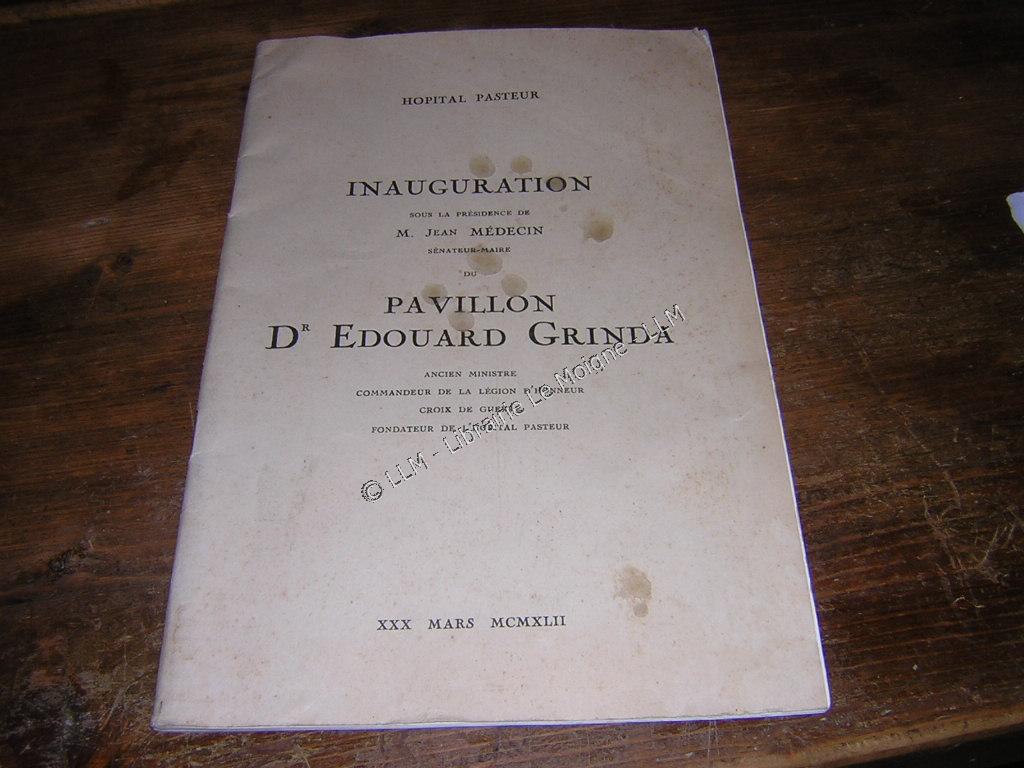 HOPITAL PASTEUR
INAUGURATION
SOUS LA PRÉSIDENCE DE
M. JEAN MÉDECIN
SÉNATEUR-MAIRE
DU
PAVILLON
DR EDOUARD GRINDA
ANCIEN MINISTRE
COMMANDEUR DE LA LÉGION D'HONNEUR
CROIX DE GUERRE
FONDATEUR DE L'HOPITAL PASTEUR
© LLM - Librairie Le Moigne - LLM
XXX MARS MCMXLII